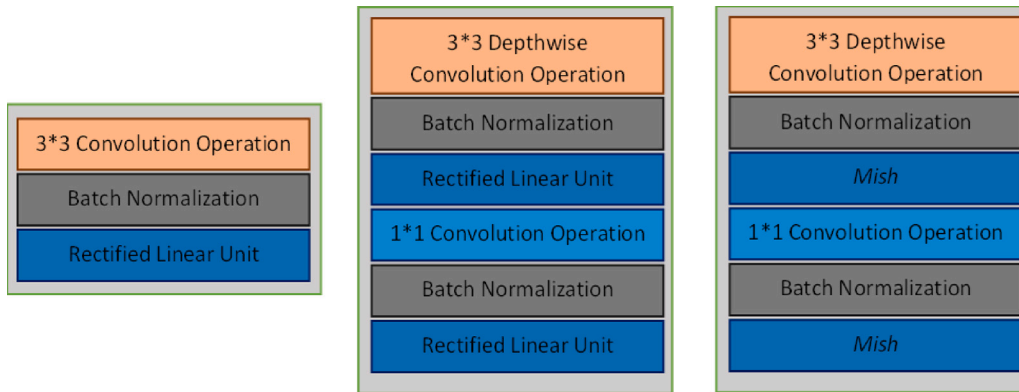 3*3 Convolution Operation
Batch Normalization
Rectified Linear Unit
3*3 Depthwise
Convolution Operation
Batch Normalization
Rectified Linear Unit
1*1 Convolution Operation
Batch Normalization
Rectified Linear Unit
3*3 Depthwise
Convolution Operation
Batch Normalization
Mish
1*1 Convolution Operation
Batch Normalization
Mish